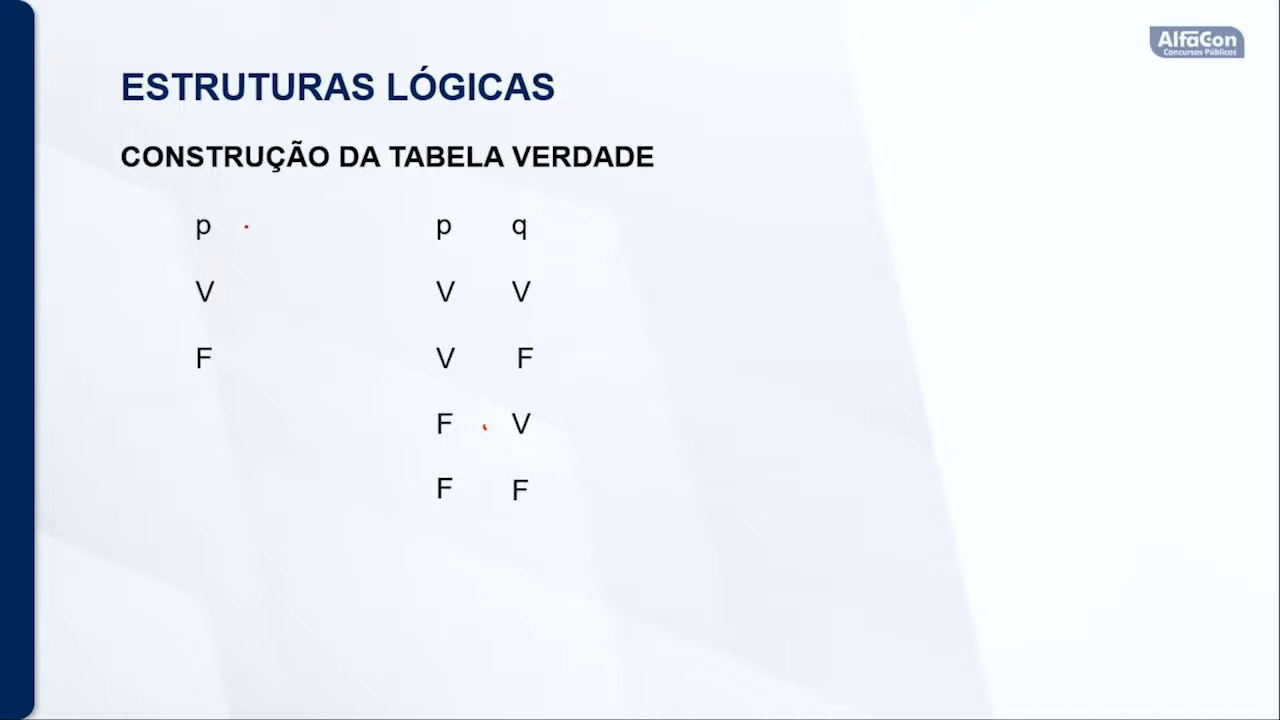 AlfaCon
Concursos Públicos
ESTRUTURAS LÓGICAS
CONSTRUÇÃO DA TABELA VERDADE
p p q
V V V
F V F
F V
F F